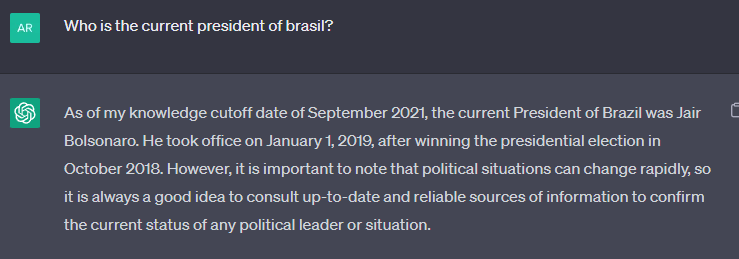 AR
Who is the current president of brasil?
As of my knowledge cutoff date of September 2021, the current President of Brazil was Jair
Bolsonaro. He took office on January 1, 2019, after winning the presidential election in
October 2018. However, it is important to note that political situations can change rapidly, so
it is always a good idea to consult up-to-date and reliable sources of information to confirm
the current status of any political leader or situation.